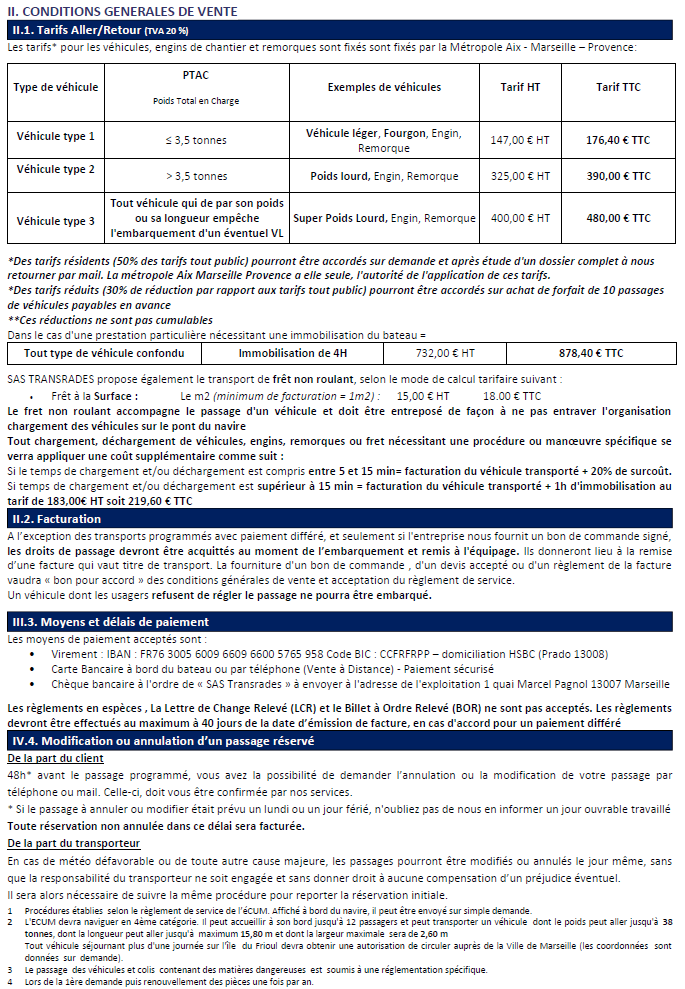 II. CONDITIONS GENERALES DE VENTE
II.1. Tarifs Aller/Retour (TVA 20 %)
Les tarifs* pour les véhicules, engins de chantier et remorques sont fixés sont fixés par la Métropole Aix - Marseille – Provence:
Type de véhicule
PTAC
Poids Total en Charge
Exemples de véhicules
Tarif HT
Tarif TTC
Véhicule type 1
≤ 3,5 tonnes
Véhicule léger, Fourgon, Engin,
Remorque
147,00 € HT
176,40 € TTC
Véhicule type 2
> 3,5 tonnes
Poids lourd, Engin, Remorque
325,00 € HT
390,00 € TTC
Véhicule type 3
Tout véhicule qui de par son poids
ou sa longueur empêche
l'embarquement d'un éventuel VL
Super Poids Lourd, Engin, Remorque
400,00 € HT
480,00 € TTC
*Des tarifs résidents (50% des tarifs tout public) pourront être accordés sur demande et après étude d'un dossier complet à nous
retourner par mail. La métropole Aix Marseille Provence a elle seule, l'autorité de l'application de ces tarifs.
*Des tarifs réduits (30% de réduction par rapport aux tarifs tout public) pourront être accordés sur achat de forfait de 10 passages
de véhicules payables en avance
**Ces réductions ne sont pas cumulables
Dans le cas d'une prestation particulière nécessitant une immobilisation du bateau =
Tout type de véhicule confondu
Immobilisation de 4H
732,00 € HT
878,40 € TTC
SAS TRANSRADES propose également le transport de frêt non roulant, selon le mode de calcul tarifaire suivant :
• Frêt à la Surface : Le m2 (minimum de facturation = 1m2) : 15,00 € HT 18.00 € TTC
Le fret non roulant accompagne le passage d'un véhicule et doit être entreposé de façon à ne pas entraver l'organisation
chargement des véhicules sur le pont du navire
Tout chargement, déchargement de véhicules, engins, remorques ou fret nécessitant une procédure ou manœuvre spécifique se
verra appliquer une coût supplémentaire comme suit :
Si le temps de chargement et/ou déchargement est compris entre 5 et 15 min= facturation du véhicule transporté + 20% de surcoût.
Si temps de chargement et/ou déchargement est supérieur à 15 min = facturation du véhicule transporté + 1h d'immobilisation au
tarif de 183,00€ HT soit 219,60 € TTC
II.2. Facturation
A l'exception des transports programmés avec paiement différé, et seulement si l'entreprise nous fournit un bon de commande signé,
les droits de passage devront être acquittés au moment de l'embarquement et remis à l'équipage. Ils donneront lieu à la remise
d'une facture qui vaut titre de transport. La fourniture d'un bon de commande , d'un devis accepté ou d'un règlement de la facture
vaudra « bon pour accord » des conditions générales de vente et acceptation du règlement de service.
Un véhicule dont les usagers refusent de régler le passage ne pourra être embarqué.
III.3. Moyens et délais de paiement
Les moyens de paiement acceptés sont :
• Virement : IBAN : FR76 3005 6009 6609 6600 5765 958 Code BIC : CCFRFRPP – domiciliation HSBC (Prado 13008)
• Carte Bancaire à bord du bateau ou par téléphone (Vente à Distance) - Paiement sécurisé
• Chèque bancaire à l'ordre de « SAS Transrades » à envoyer à l'adresse de l'exploitation 1 quai Marcel Pagnol 13007 Marseille
Les règlements en espèces , La Lettre de Change Relevé (LCR) et le Billet à Ordre Relevé (BOR) ne sont pas acceptés. Les règlements
devront être effectués au maximum à 40 jours de la date d'émission de facture, en cas d'accord pour un paiement différé
IV.4. Modification ou annulation d'un passage réservé
De la part du client
48h* avant le passage programmé, vous avez la possibilité de demander l'annulation ou la modification de votre passage par
téléphone ou mail. Celle-ci, doit vous être confirmée par nos services.
* Si le passage à annuler ou modifier était prévu un lundi ou un jour férié, n'oubliez pas de nous en informer un jour ouvrable travaillé
Toute réservation non annulée dans ce délai sera facturée.
De la part du transporteur
En cas de météo défavorable ou de toute autre cause majeure, les passages pourront être modifiés ou annulés le jour même, sans
que la responsabilité du transporteur ne soit engagée et sans donner droit à aucune compensation d'un préjudice éventuel.
Il sera alors nécessaire de suivre la même procédure pour reporter la réservation initiale.
1 Procédures établies selon le règlement de service de l'éCUM. Affiché à bord du navire, il peut être envoyé sur simple demande.
2 L'ECUM devra naviguer en 4ème catégorie. Il peut accueillir à son bord jusqu'à 12 passagers et peut transporter un véhicule dont le poids peut aller jusqu'à 38
tonnes, dont la longueur peut aller jusqu'à maximum 15,80 m et dont la largeur maximale sera de 2,60 m
Tout véhicule séjournant plus d'une journée sur l'île du Frioul devra obtenir une autorisation de circuler auprès de la Ville de Marseille (les coordonnées sont
données sur demande).
3 Le passage des véhicules et colis contenant des matières dangereuses est soumis à une réglementation spécifique.
4 Lors de la 1ère demande puis renouvellement des pièces une fois par an.